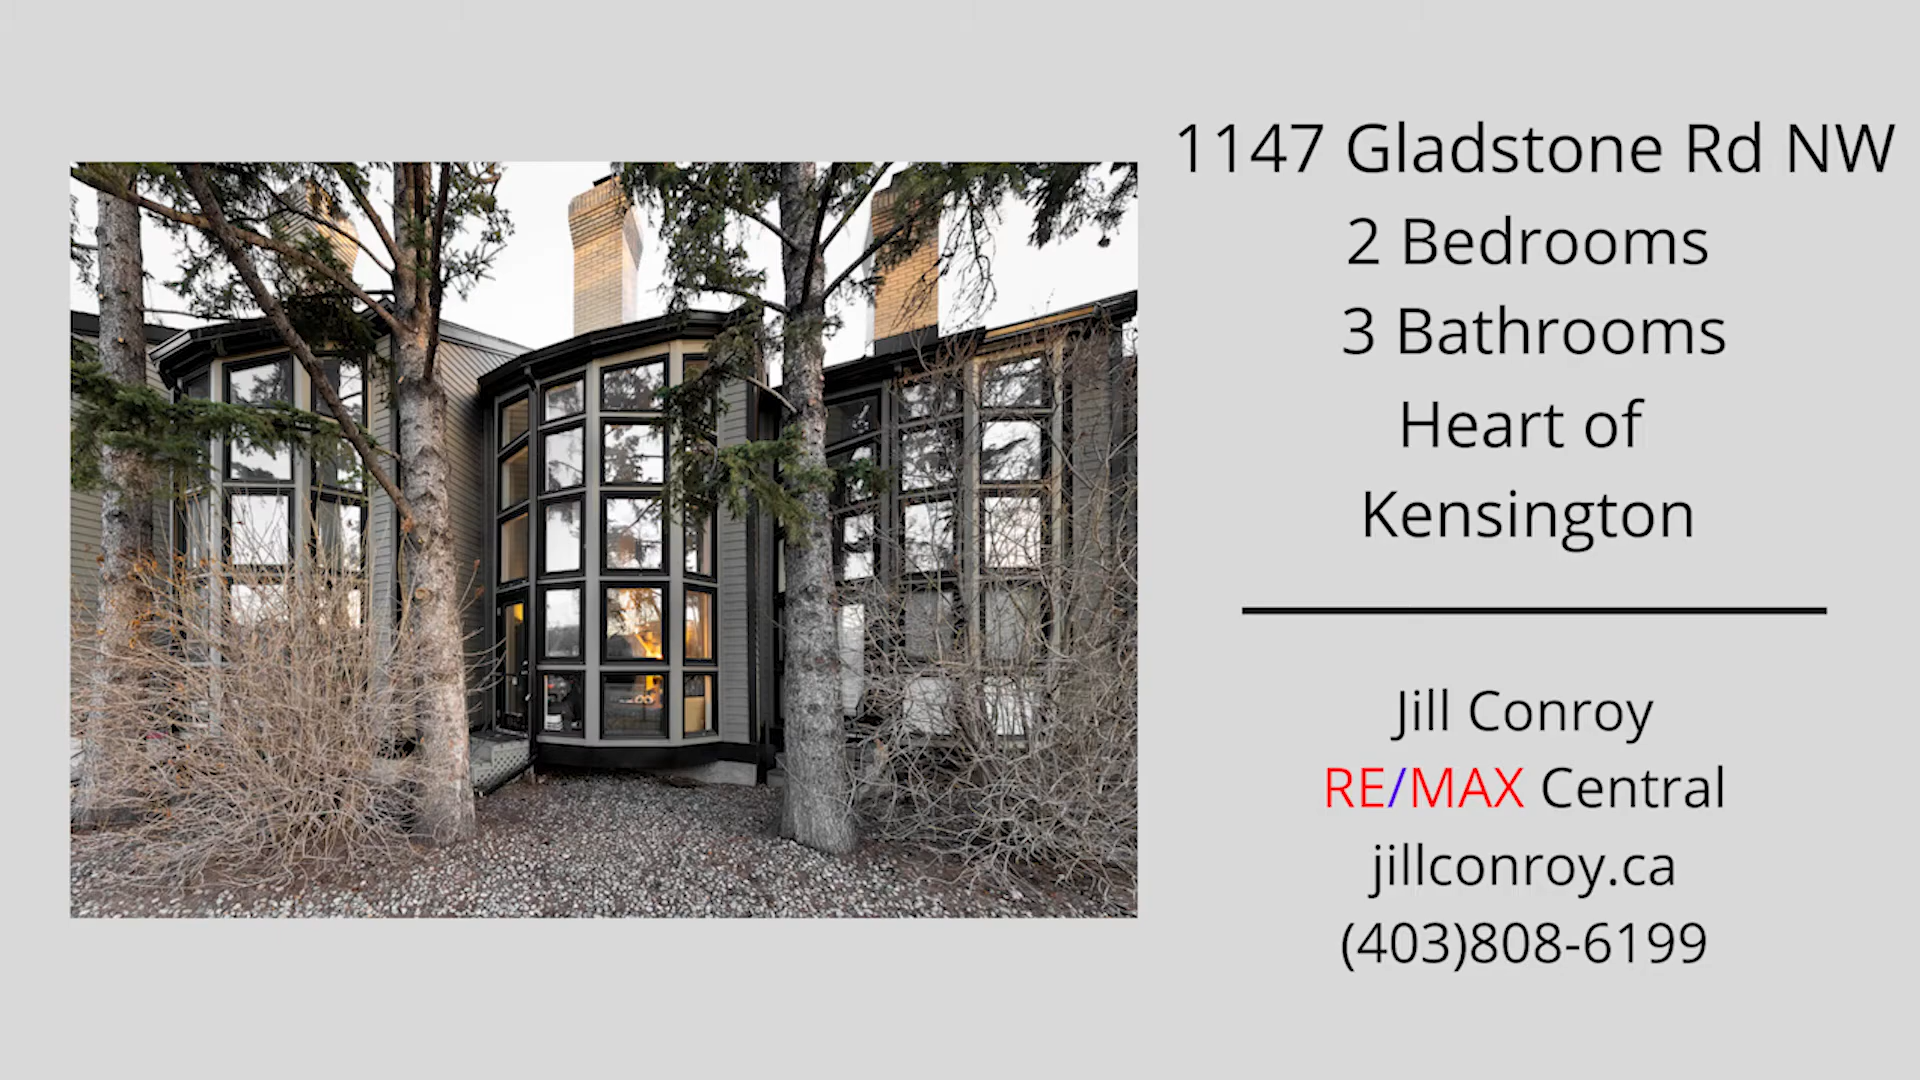 1147 Gladstone Rd NW
2 Bedrooms
3 Bathrooms
Heart of
Kensington
Jill Conroy
RE/MAX Central
jillconroy.ca
(403)808-6199